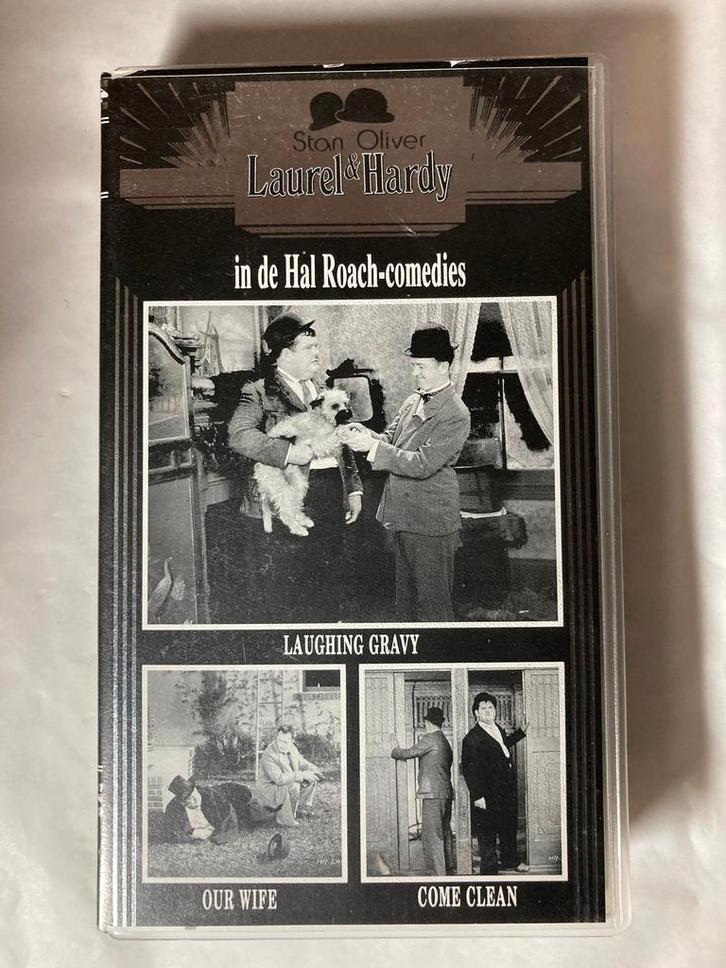 Stan Oliver
Laurel & Hardy
in de Hal Roach-comedies
LAUGHING GRAVY
OUR WIFE
COME CLEAN